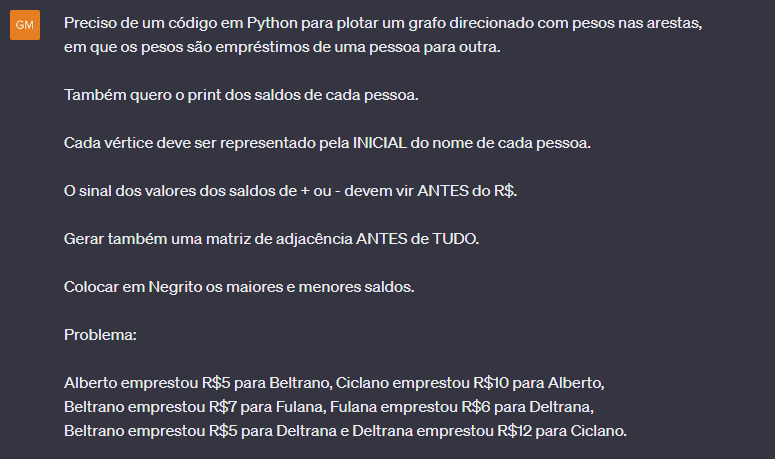 GM
Preciso de um código em Python para plotar um grafo direcionado com pesos nas arestas,
em que os pesos são empréstimos de uma pessoa para outra.
Também quero o print dos saldos de cada pessoa.
Cada vértice deve ser representado pela INICIAL do nome de cada pessoa.
O sinal dos valores dos saldos de + ou - devem vir ANTES do R$.
Gerar também uma matriz de adjacência ANTES de TUDO.
Colocar em Negrito os maiores e menores saldos.
Problema:
Alberto emprestou R$5 para Beltrano, Ciclano emprestou R$10 para Alberto,
Beltrano emprestou R$7 para Fulana, Fulana emprestou R$6 para Deltrana,
Beltrano emprestou R$5 para Deltrana e Deltrana emprestou R$12 para Ciclano.